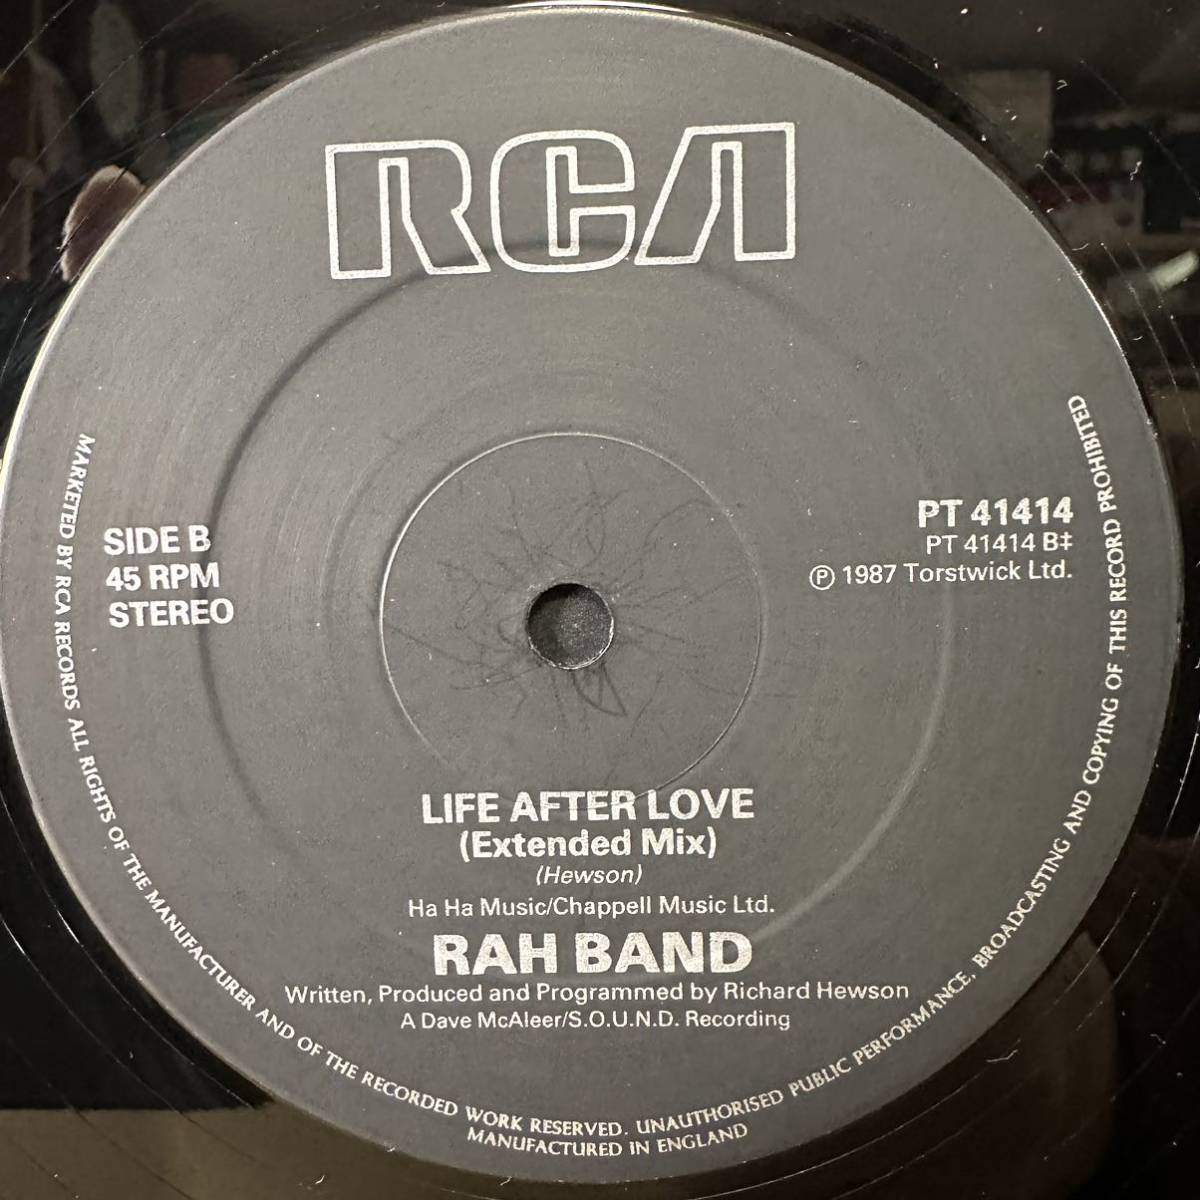 RCA
SIDE B
45 RPM
STEREO
PT 41414
PT 41414 B‡
℗ 1987 Torstwick Ltd.
LIFE AFTER LOVE
(Extended Mix)
(Hewson)
Ha Ha Music/Chappell Music Ltd.
RAH BAND
Written, Produced and Programmed by Richard Hewson
A Dave McAleer/S.O.U.N.D. Recording
MARKETED BY RCA RECORDS ALL RIGHTS OF THE MANUFACTURER AND OF THE RECORDED WORK RESERVED. UNAUTHORISED PUBLIC PERFORMANCE, BROADCASTING AND COPYING OF THIS RECORD PROHIBITED
MANUFACTURED IN ENGLAND